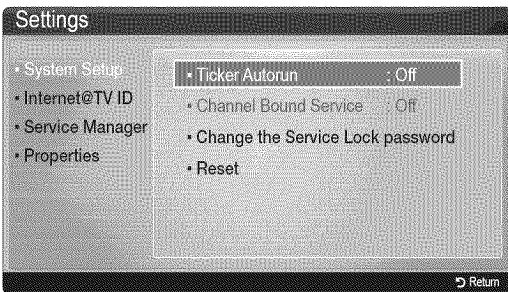 Settings
• System Setup
• Internet@TV ID
• Service Manager
• Properties
• Ticker Autorun : Off
• Channel Bound Service : Off
• Change the Service Lock password
• Reset
Return